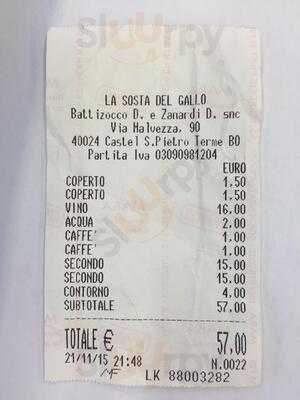 LA SOSTA DEL GALLO
Battizocco D. e Zanardi D. snc
Via Malvezza, 90
40024 Castel S.Pietro Terme BO
Partita Iva 03090981204
EURO
COPERTO 1.50
COPERTO 1.50
VINO 16.00
ACQUA 2.00
CAFFE' 1.00
CAFFE' 1.00
SECONDO 15.00
SECONDO 15.00
CONTORNO 4.00
SUBTOTALE 57.00
TOTALE € 57.00
21/11/15 21:48 N.0022
MF LK 88003282
Sluurpy